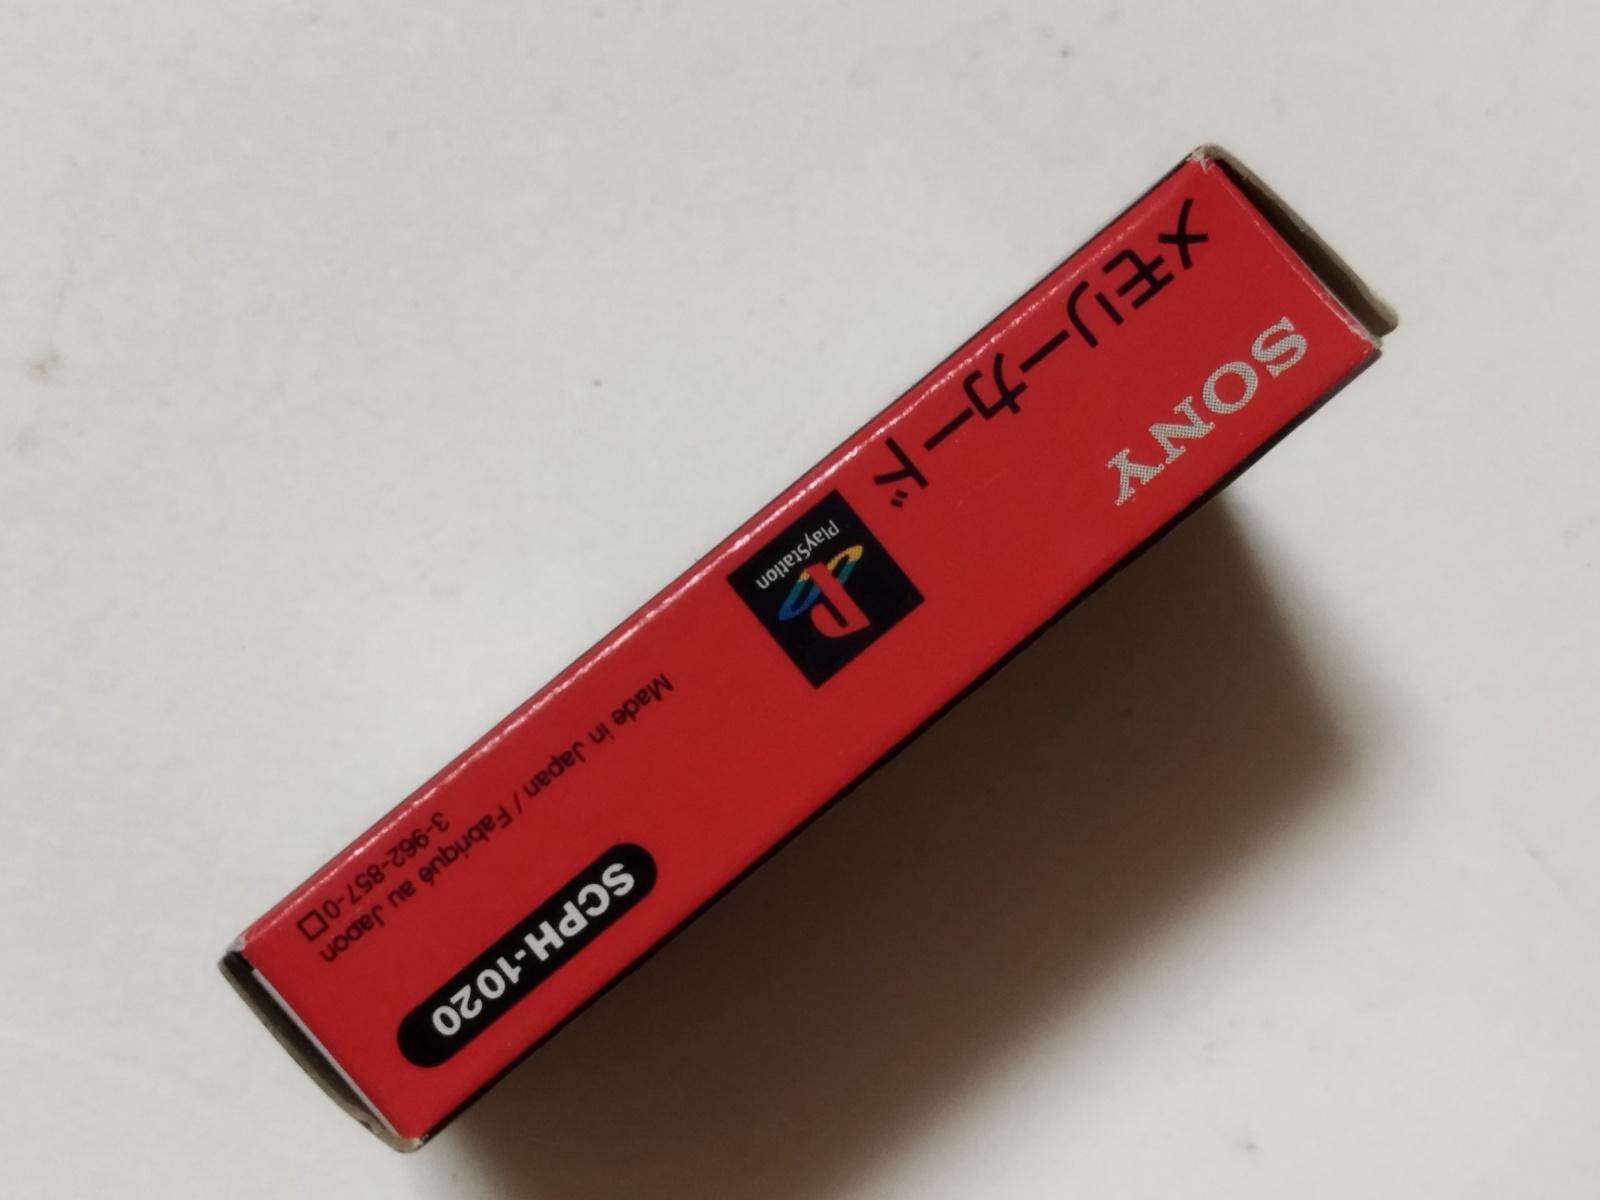 SONY
メモリーカード
PlayStation
SCPH-1020
Made in Japan / Fabriqué au Japon
3-962-857-0□